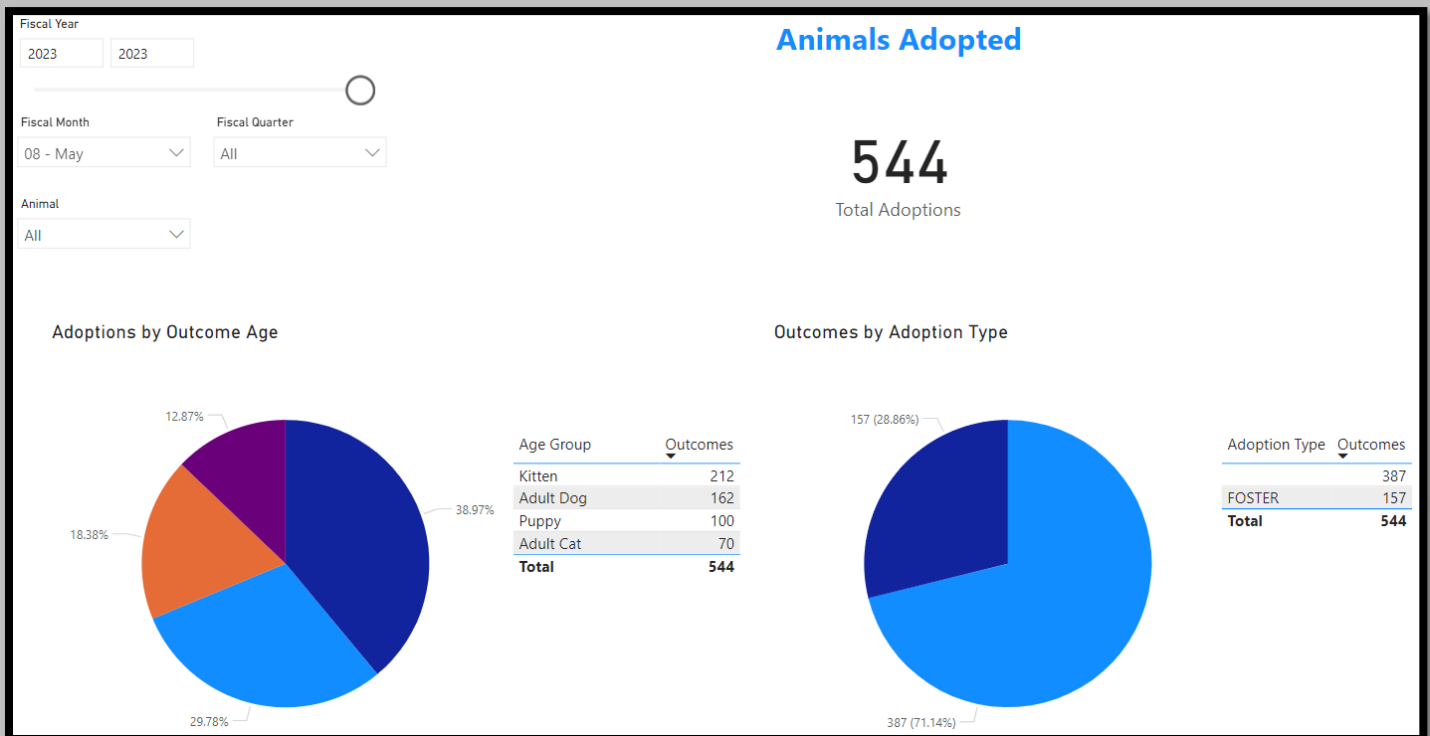 Fiscal Year
2023 2023
Animals Adopted
Fiscal Month Fiscal Quarter
08 - May All
544
Total Adoptions
Animal
All
Adoptions by Outcome Age
12.87%
18.38%
38.97%
29.78%
Age Group Outcomes
Kitten 212
Adult Dog 162
Puppy 100
Adult Cat 70
Total 544
Outcomes by Adoption Type
157 (28.86%)
387 (71.14%)
Adoption Type Outcomes
387
FOSTER 157
Total 544